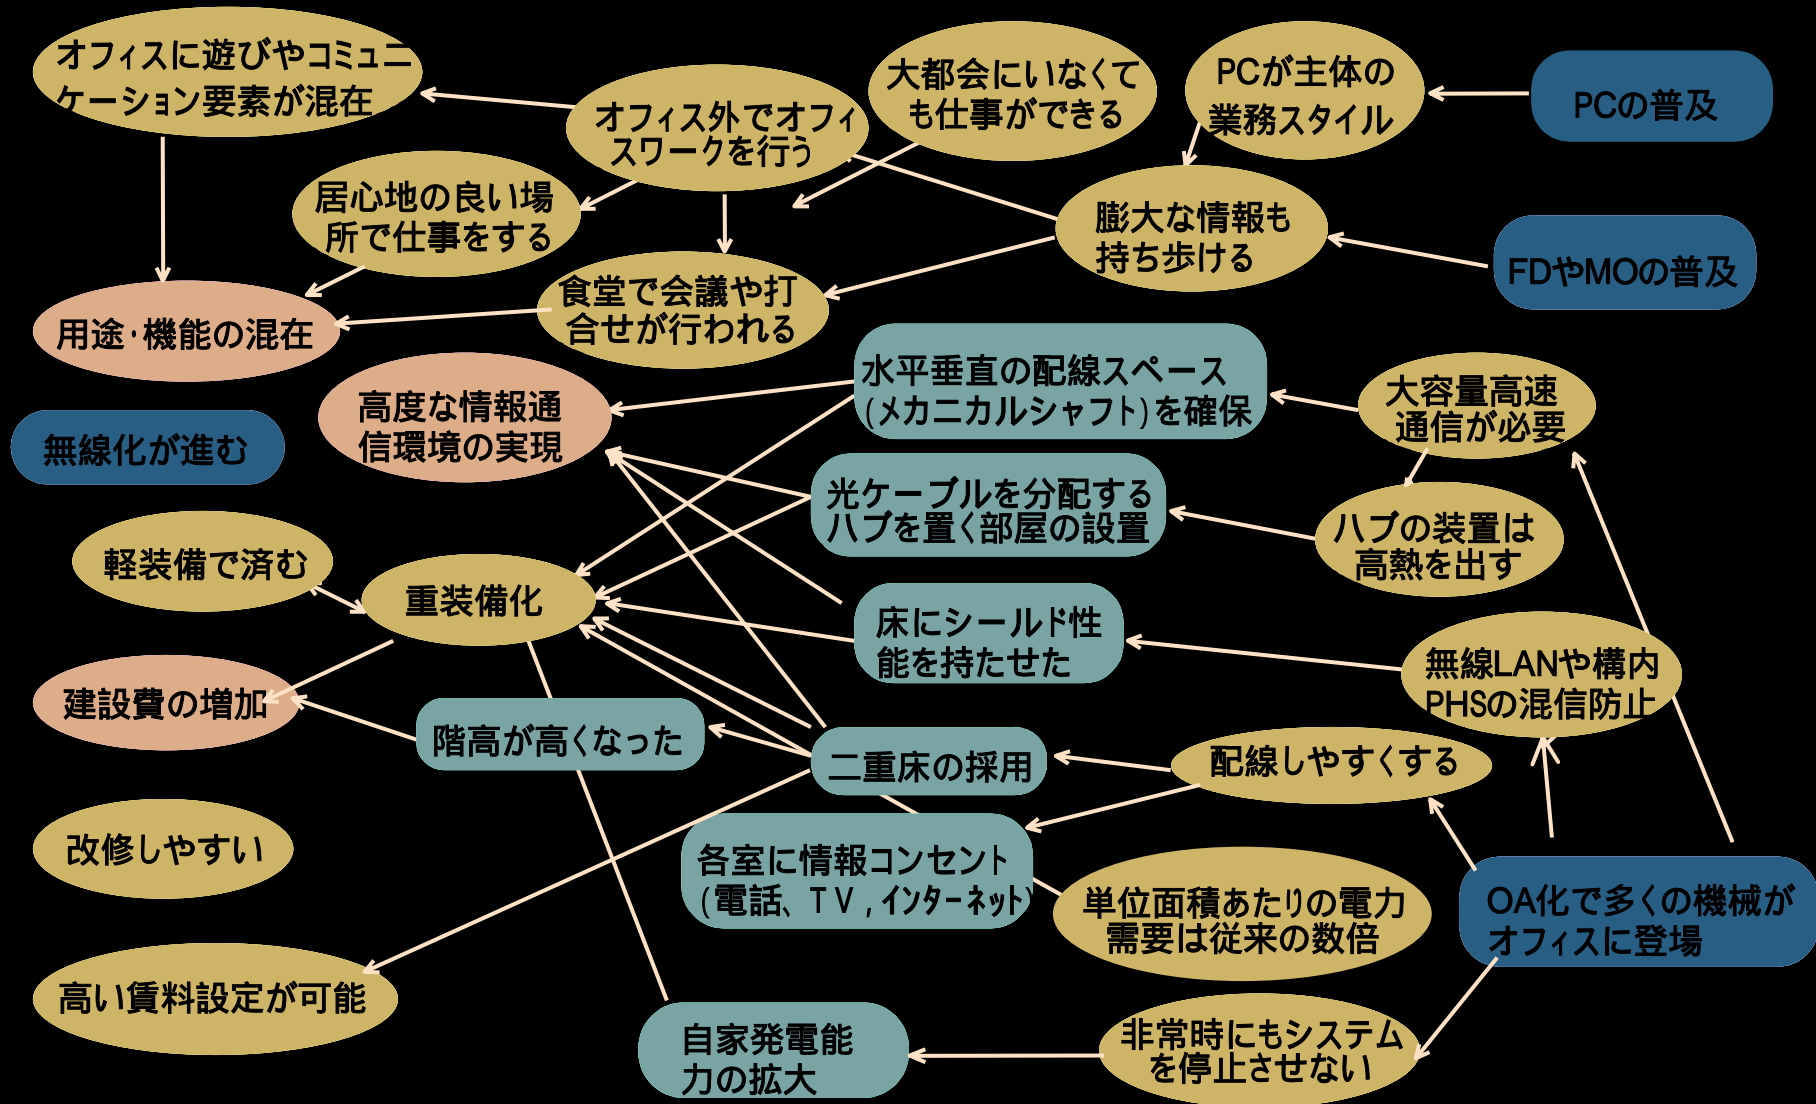 オフィスに遊びやコミュニ
ケーション要素が混在
オフィス外でオフィ
スワークを行う
大都会にいなくて
も仕事ができる
PCが主体の
業務スタイル
PCの普及
居心地の良い場
所で仕事をする
膨大な情報も
持ち歩ける
FDやMOの普及
用途・機能の混在
食堂で会議や打
合せが行われる
高度な情報通
信環境の実現
水平垂直の配線スペース
(メカニカルシャフト)を確保
大容量高速
通信が必要
無線化が進む
光ケーブルを分配する
ハブを置く部屋の設置
ハブの装置は
高熱を出す
軽装備で済む
重装備化
床にシールド性
能を持たせた
無線LANや構内
PHSの混信防止
建設費の増加
階高が高くなった
二重床の採用
配線しやすくする
改修しやすい
各室に情報コンセント
(電話、TV,インターネット)
単位面積あたりの電力
需要は従来の数倍
OA化で多くの機械が
オフィスに登場
高い賃料設定が可能
自家発電能
力の拡大
非常時にもシステム
を停止させない